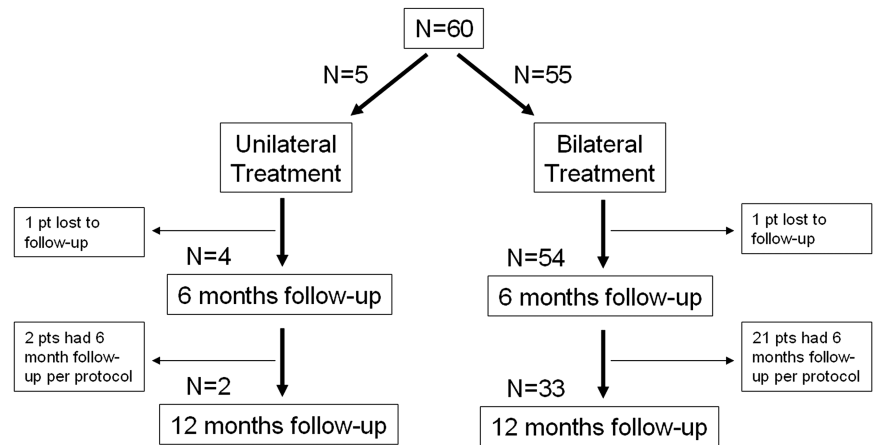 N=60
N=5
N=55
Unilateral
Treatment
Bilateral
Treatment
1 pt lost to
follow-up
1 pt lost to
follow-up
N=4
N=54
6 months follow-up
6 months follow-up
2 pts had 6
month follow-
up per protocol
21 pts had 6
months follow-
up per protocol
N=2
N=33
12 months follow-up
12 months follow-up